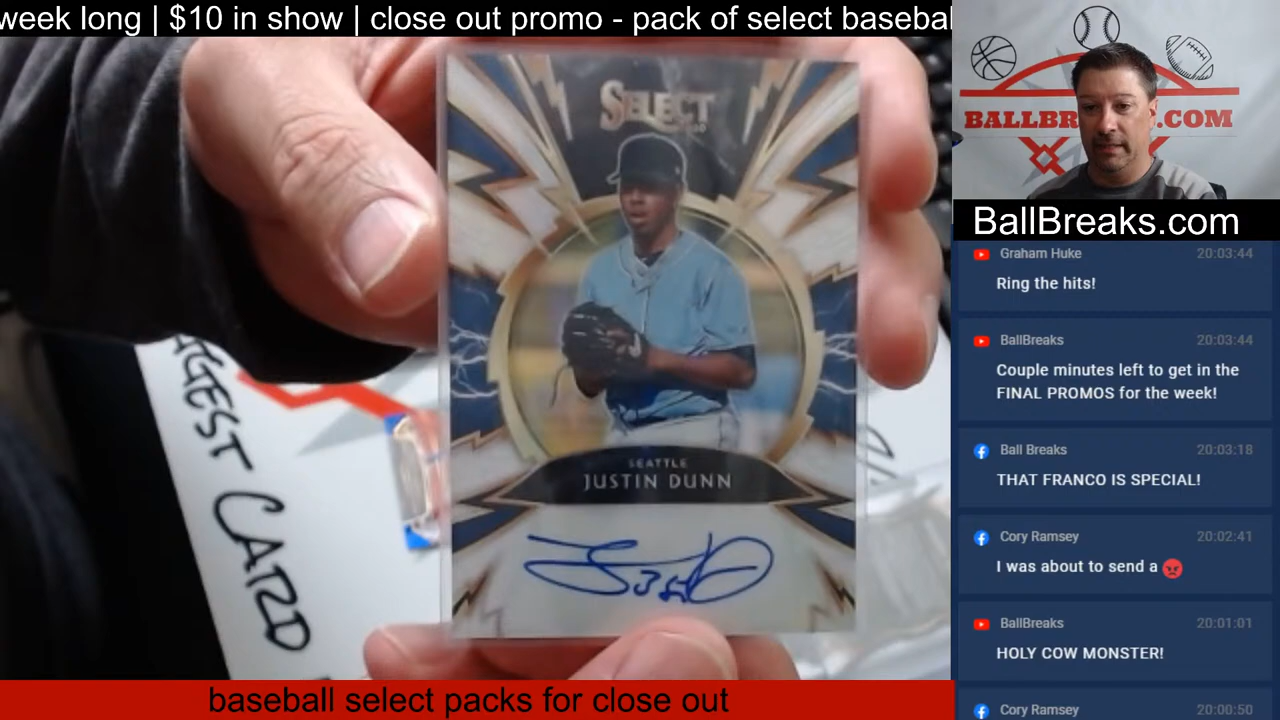 week long | $10 in show | close out promo - pack of select basebal
SELECT
SEATTLE
JUSTIN DUNN
GEST CARD
baseball select packs for close out
BALLBR .COM
BallBreaks.com
Graham Huke 20:03:44
Ring the hits!
BallBreaks 20:03:44
Couple minutes left to get in the
FINAL PROMOS for the week!
Ball Breaks 20:03:18
THAT FRANCO IS SPECIAL!
Cory Ramsey 20:02:41
I was about to send a 😡
BallBreaks 20:01:01
HOLY COW MONSTER!
Cory Ramsey 20:00:50